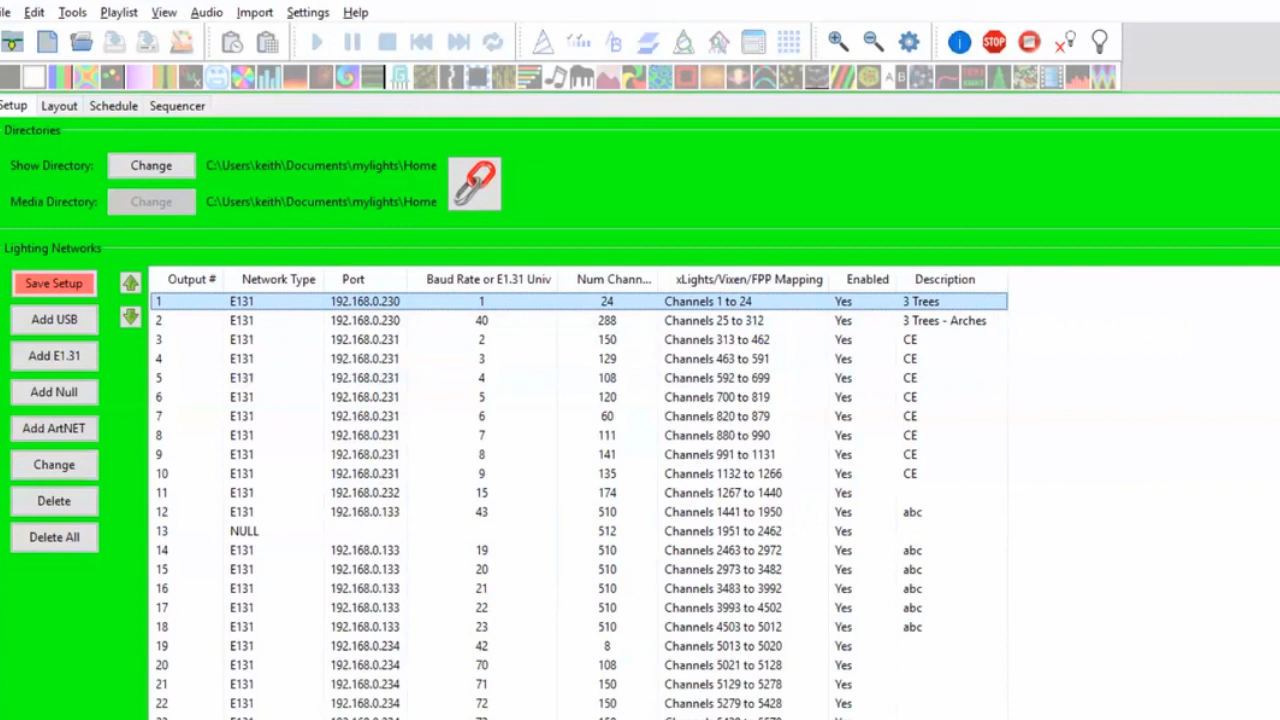 ile Edit Tools Playlist View Audio Import Settings Help
STOP
A B
Setup Layout Schedule Sequencer
Directories
Show Directory: Change C:\Users\keith\Documents\mylights\Home
Media Directory: Change C:\Users\keith\Documents\mylights\Home
Lighting Networks
Save Setup
Add USB
Add E1.31
Add Null
Add ArtNET
Change
Delete
Delete All
Output # Network Type Port Baud Rate or E1.31 Univ Num Chann... xLights/Vixen/FPP Mapping Enabled Description
1 E131 192.168.0.230 1 24 Channels 1 to 24 Yes 3 Trees
2 E131 192.168.0.230 40 288 Channels 25 to 312 Yes 3 Trees - Arches
3 E131 192.168.0.231 2 150 Channels 313 to 462 Yes CE
4 E131 192.168.0.231 3 129 Channels 463 to 591 Yes CE
5 E131 192.168.0.231 4 108 Channels 592 to 699 Yes CE
6 E131 192.168.0.231 5 120 Channels 700 to 819 Yes CE
7 E131 192.168.0.231 6 60 Channels 820 to 879 Yes CE
8 E131 192.168.0.231 7 111 Channels 880 to 990 Yes CE
9 E131 192.168.0.231 8 141 Channels 991 to 1131 Yes CE
10 E131 192.168.0.231 9 135 Channels 1132 to 1266 Yes CE
11 E131 192.168.0.232 15 174 Channels 1267 to 1440 Yes
12 E131 192.168.0.133 43 510 Channels 1441 to 1950 Yes abc
13 NULL 512 Channels 1951 to 2462 Yes
14 E131 192.168.0.133 19 510 Channels 2463 to 2972 Yes abc
15 E131 192.168.0.133 20 510 Channels 2973 to 3482 Yes abc
16 E131 192.168.0.133 21 510 Channels 3483 to 3992 Yes abc
17 E131 192.168.0.133 22 510 Channels 3993 to 4502 Yes abc
18 E131 192.168.0.133 23 510 Channels 4503 to 5012 Yes abc
19 E131 192.168.0.234 42 8 Channels 5013 to 5020 Yes
20 E131 192.168.0.234 70 108 Channels 5021 to 5128 Yes
21 E131 192.168.0.234 71 150 Channels 5129 to 5278 Yes
22 E131 192.168.0.234 72 150 Channels 5279 to 5428 Yes